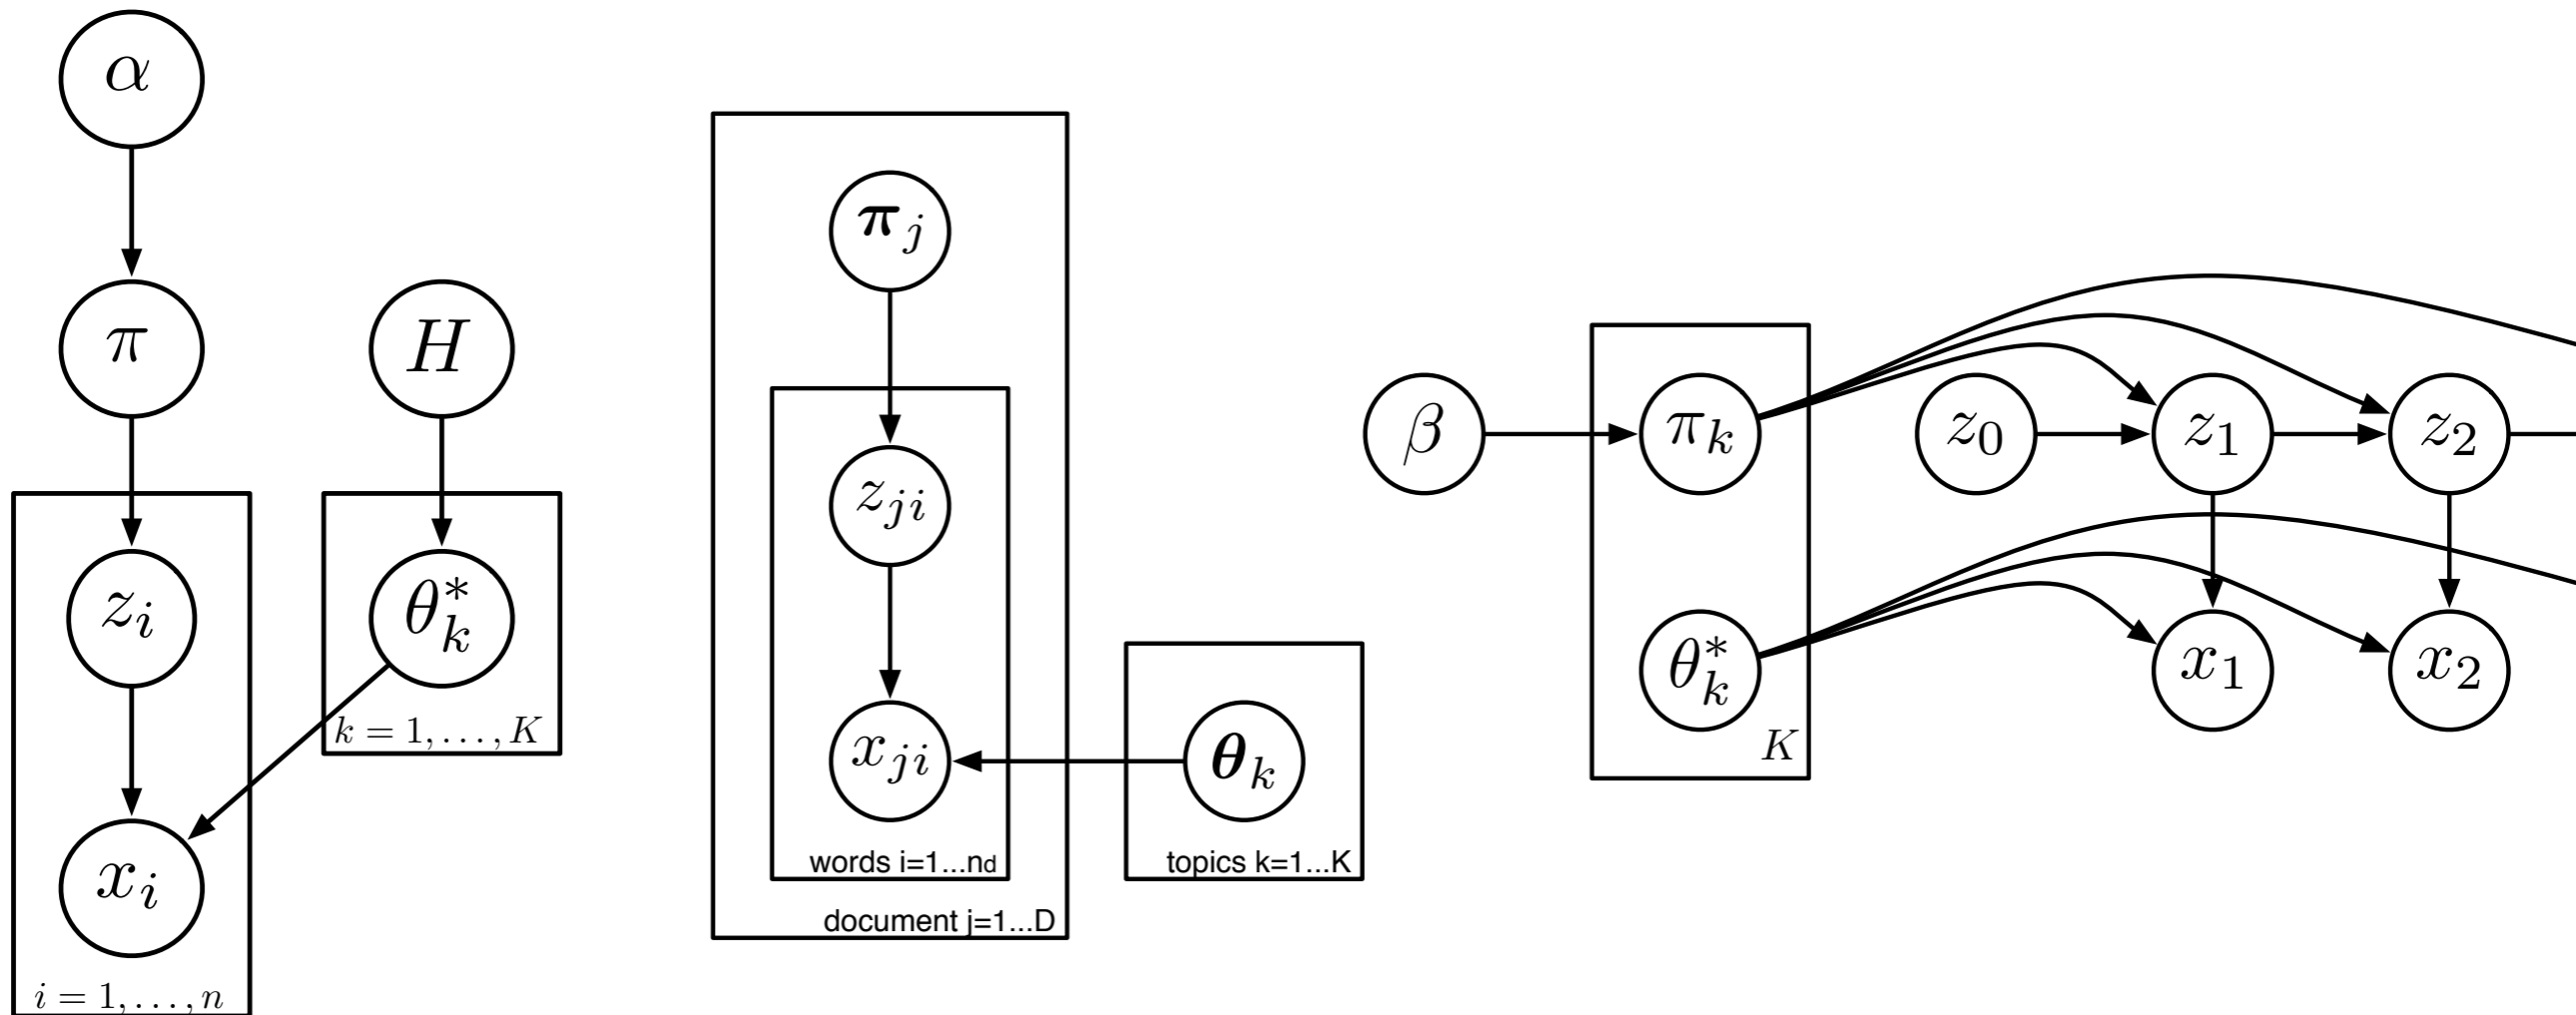 α
π
H
z_i
θ*_k
k = 1, . . . , K
x_i
i = 1, . . . , n
π_j
z_ji
x_ji
words i=1...nd
document j=1...D
θ_k
topics k=1...K
β
π_k
θ*_k
K
z_0
z_1
z_2
x_1
x_2